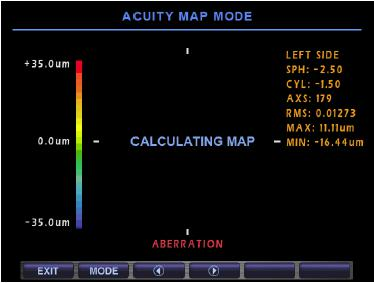 ACUITY MAP MODE
+35.0um
0.0um
-35.0um
CALCULATING MAP
LEFT SIDE
SPH: -2.50
CYL: -1.50
AXS: 179
RMS: 0.01273
MAX: 11.11um
MIN: -16.44um
ABERRATION
EXIT MODE